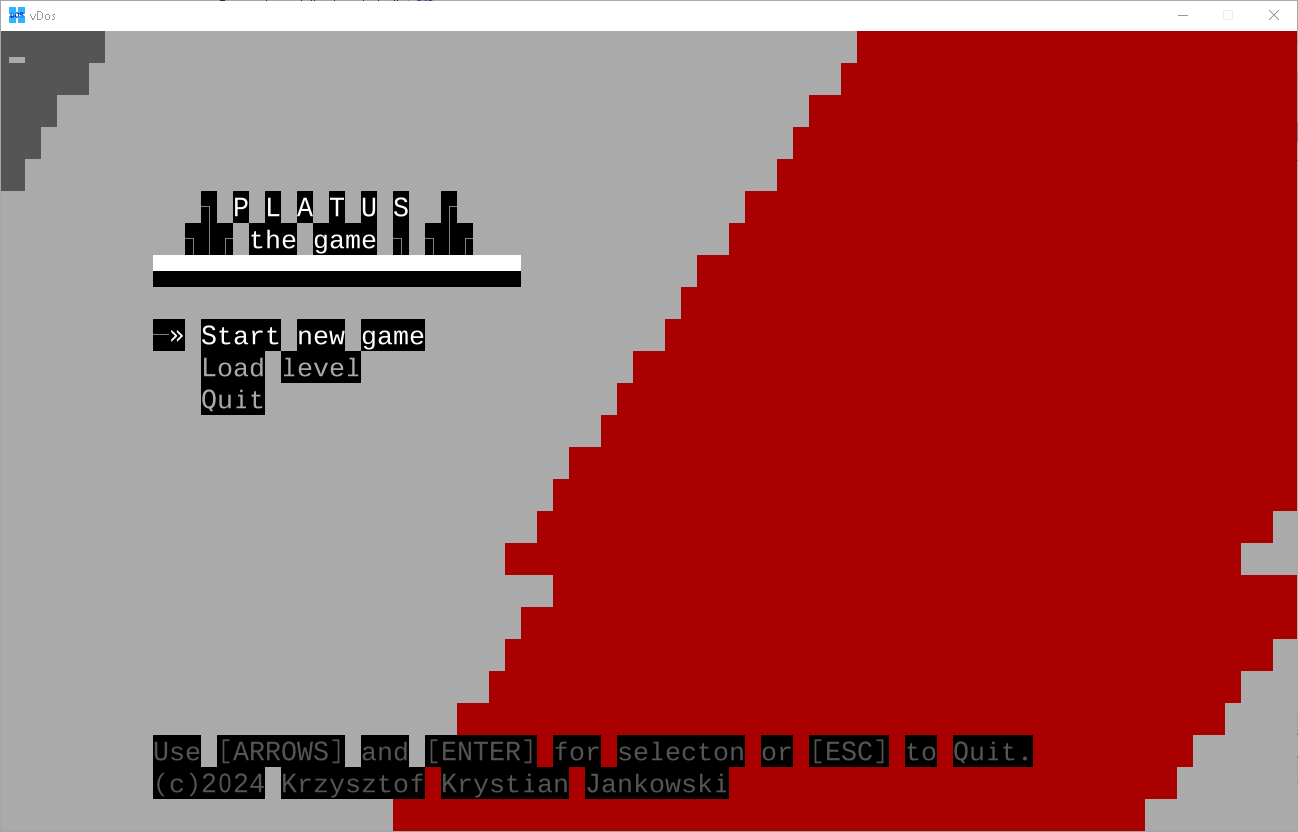 vDos
P L A T U S
the game
─» Start new game
Load level
Quit
Use [ARROWS] and [ENTER] for selecton or [ESC] to Quit.
(c)2024 Krzysztof Krystian Jankowski